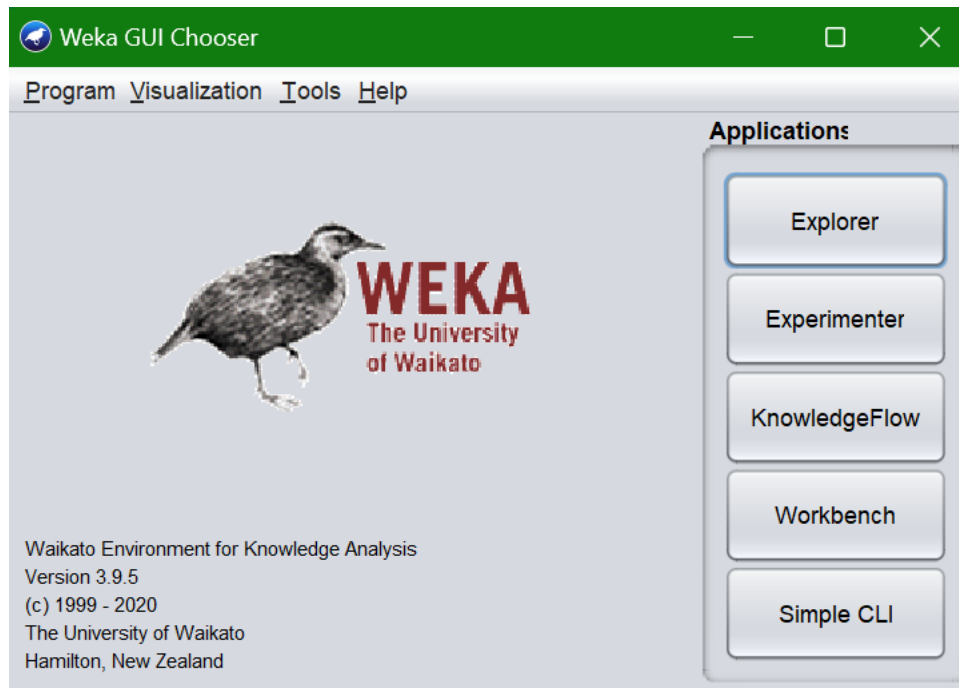 Weka GUI Chooser
Program Visualization Tools Help
Applications
Explorer
Experimenter
KnowledgeFlow
Workbench
Simple CLI
WEKA
The University
of Waikato
Waikato Environment for Knowledge Analysis
Version 3.9.5
(c) 1999 - 2020
The University of Waikato
Hamilton, New Zealand